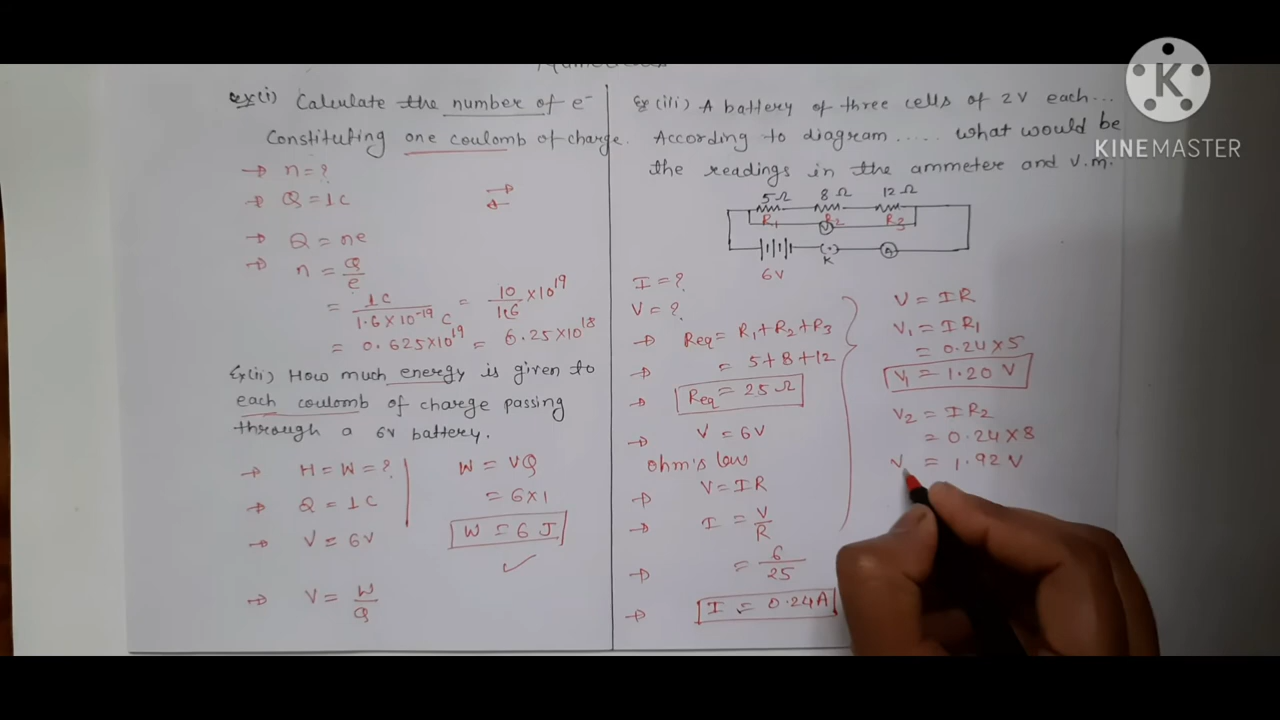 Ex(i) Calculate the number of e⁻
Constituting one coulomb of charge.
→ n = ?
→ Q = 1C
→ Q = ne
→ n = Q/e
= 1C / 1.6 × 10⁻¹⁹ C = 10/1.6 × 10¹⁹
= 0.625 × 10¹⁹ = 6.25 × 10¹⁸
Ex(ii) How much energy is given to
each coulomb of charge passing
through a 6V battery.
→ H = W = ?
→ Q = 1C
→ V = 6V
→ V = W/Q
W = VQ
= 6×1
W = 6 J
Ex(iii) A battery of three cells of 2V each...
According to diagram ..... what would be
the readings in the ammeter and V.m.
5Ω 8Ω 12Ω
R₁ R₂ R₃
V
K A
6V
I = ?
V = ?
→ Req = R₁+R₂+R₃
→ = 5+8+12
→ Req = 25 Ω
→ V = 6V
ohm's law
→ V = IR
→ I = V/R
→ = 6/25
→ I = 0.24A
V = IR
V₁ = IR₁
= 0.24×5
V₁ = 1.20 V
V₂ = IR₂
= 0.24×8
V = 1.92 V
K
KINEMASTER